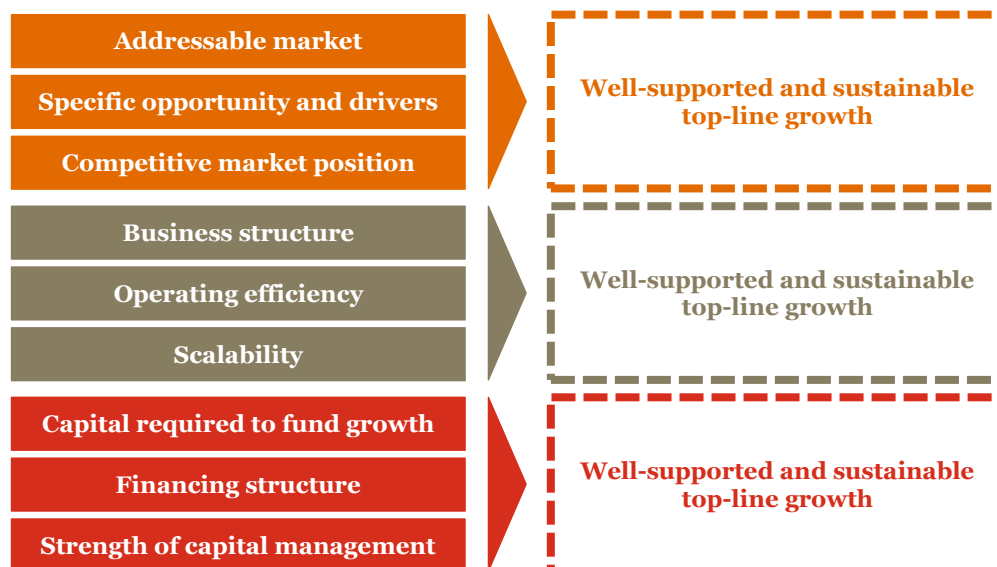 Addressable market
Specific opportunity and drivers
Competitive market position
Well-supported and sustainable
top-line growth
Business structure
Operating efficiency
Scalability
Well-supported and sustainable
top-line growth
Capital required to fund growth
Financing structure
Strength of capital management
Well-supported and sustainable
top-line growth